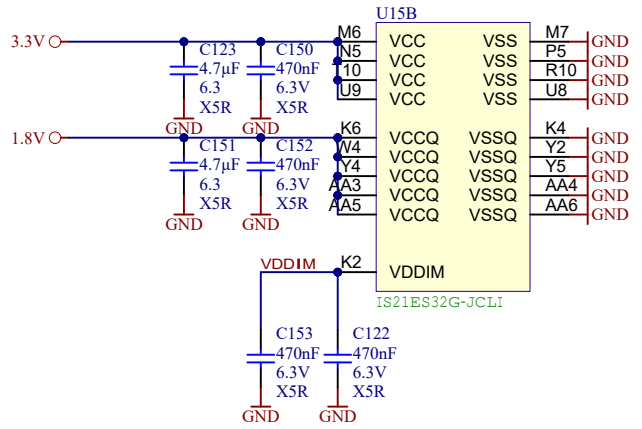 U15B
3.3V
M6 VCC VSS M7 GND
N5 VCC VSS P5 GND
T10 VCC VSS R10 GND
U9 VCC VSS U8 GND
C123
4.7µF
6.3
X5R
GND
C150
470nF
6.3V
X5R
GND
1.8V
K6 VCCQ VSSQ K4 GND
W4 VCCQ VSSQ Y2 GND
Y4 VCCQ VSSQ Y5 GND
AA3 VCCQ VSSQ AA4 GND
AA5 VCCQ VSSQ AA6 GND
C151
4.7µF
6.3
X5R
GND
C152
470nF
6.3V
X5R
GND
VDDIM K2 VDDIM
IS21ES32G-JCLI
C153
470nF
6.3V
X5R
GND
C122
470nF
6.3V
X5R
GND